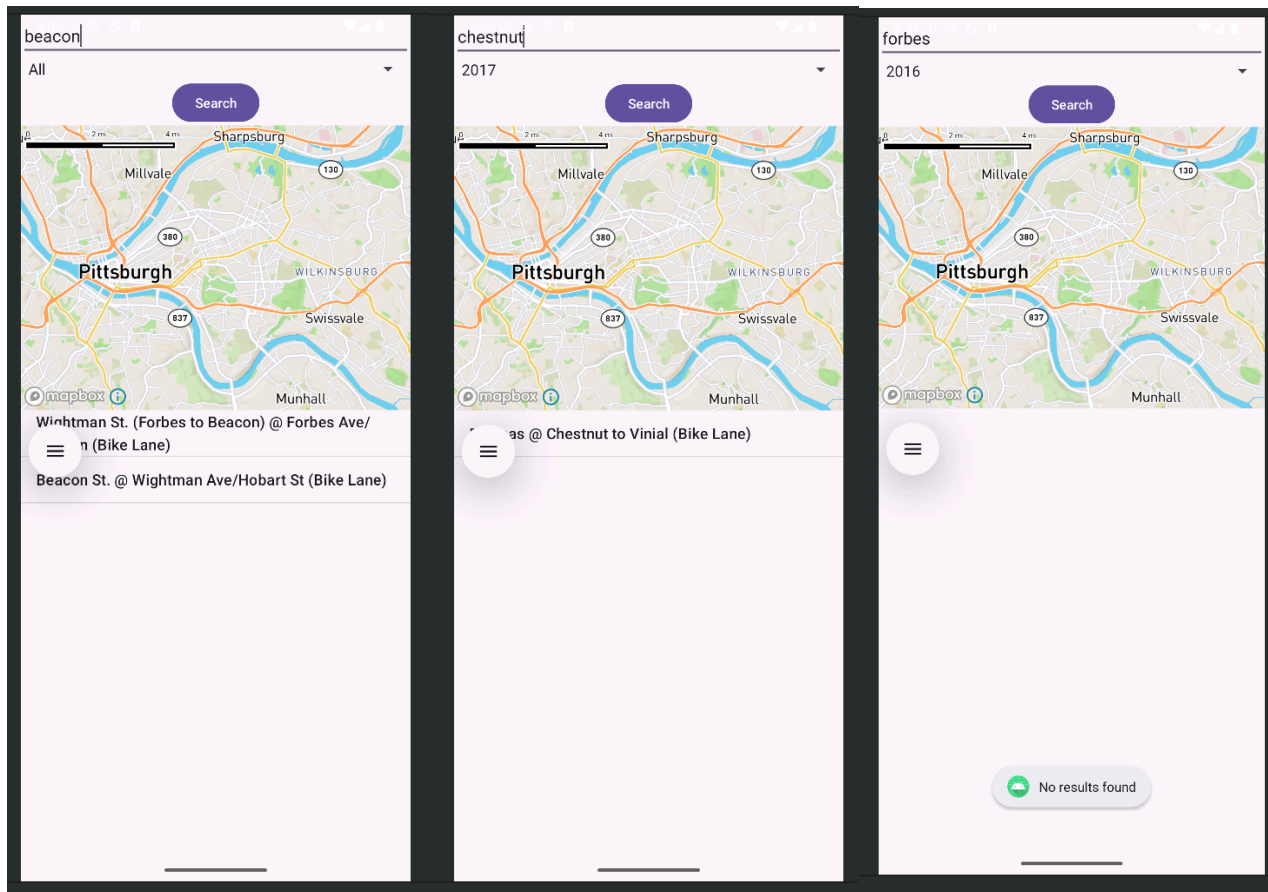 beacon
All
Search
0 2 mi 4 mi
Sharpsburg
130
Millvale
380
Pittsburgh
WILKINSBURG
837
Swissvale
mapbox
Munhall
Wightman St. (Forbes to Beacon) @ Forbes Ave/
(Bike Lane)
Beacon St. @ Wightman Ave/Hobart St (Bike Lane)
chestnut
2017
Search
2 mi 4 mi
Sharpsburg
130
Millvale
380
Pittsburgh
WILKINSBURG
837
Swissvale
mapbox
Munhall
@ Chestnut to Vinial (Bike Lane)
forbes
2016
Search
2 mi 4 mi
Sharpsburg
130
Millvale
380
Pittsburgh
WILKINSBURG
837
Swissvale
mapbox
Munhall
No results found